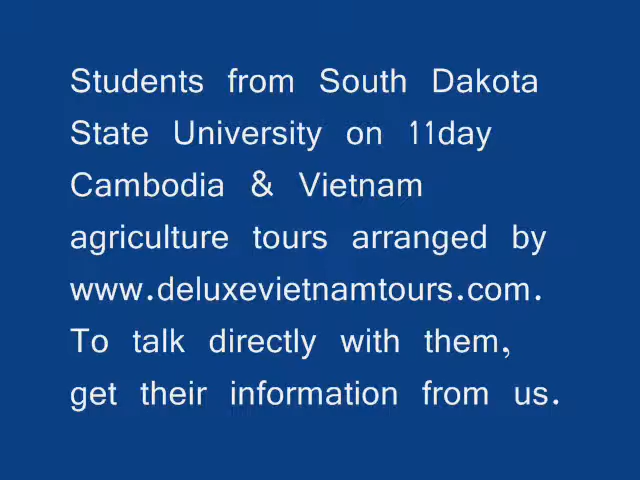 Students from South Dakota
State University on 11day
Cambodia & Vietnam
agriculture tours arranged by
www.deluxevietnamtours.com.
To talk directly with them,
get their information from us.